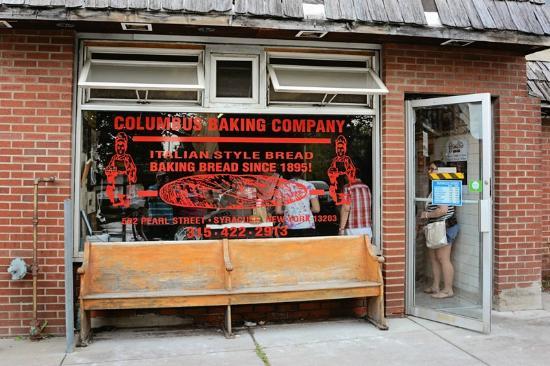 COLUMBUS BAKING COMPANY
ITALIAN STYLE BREAD
BAKING BREAD SINCE 1895!
502 PEARL STREET • SYRACUSE, NEW YORK 13203
315-422-2973